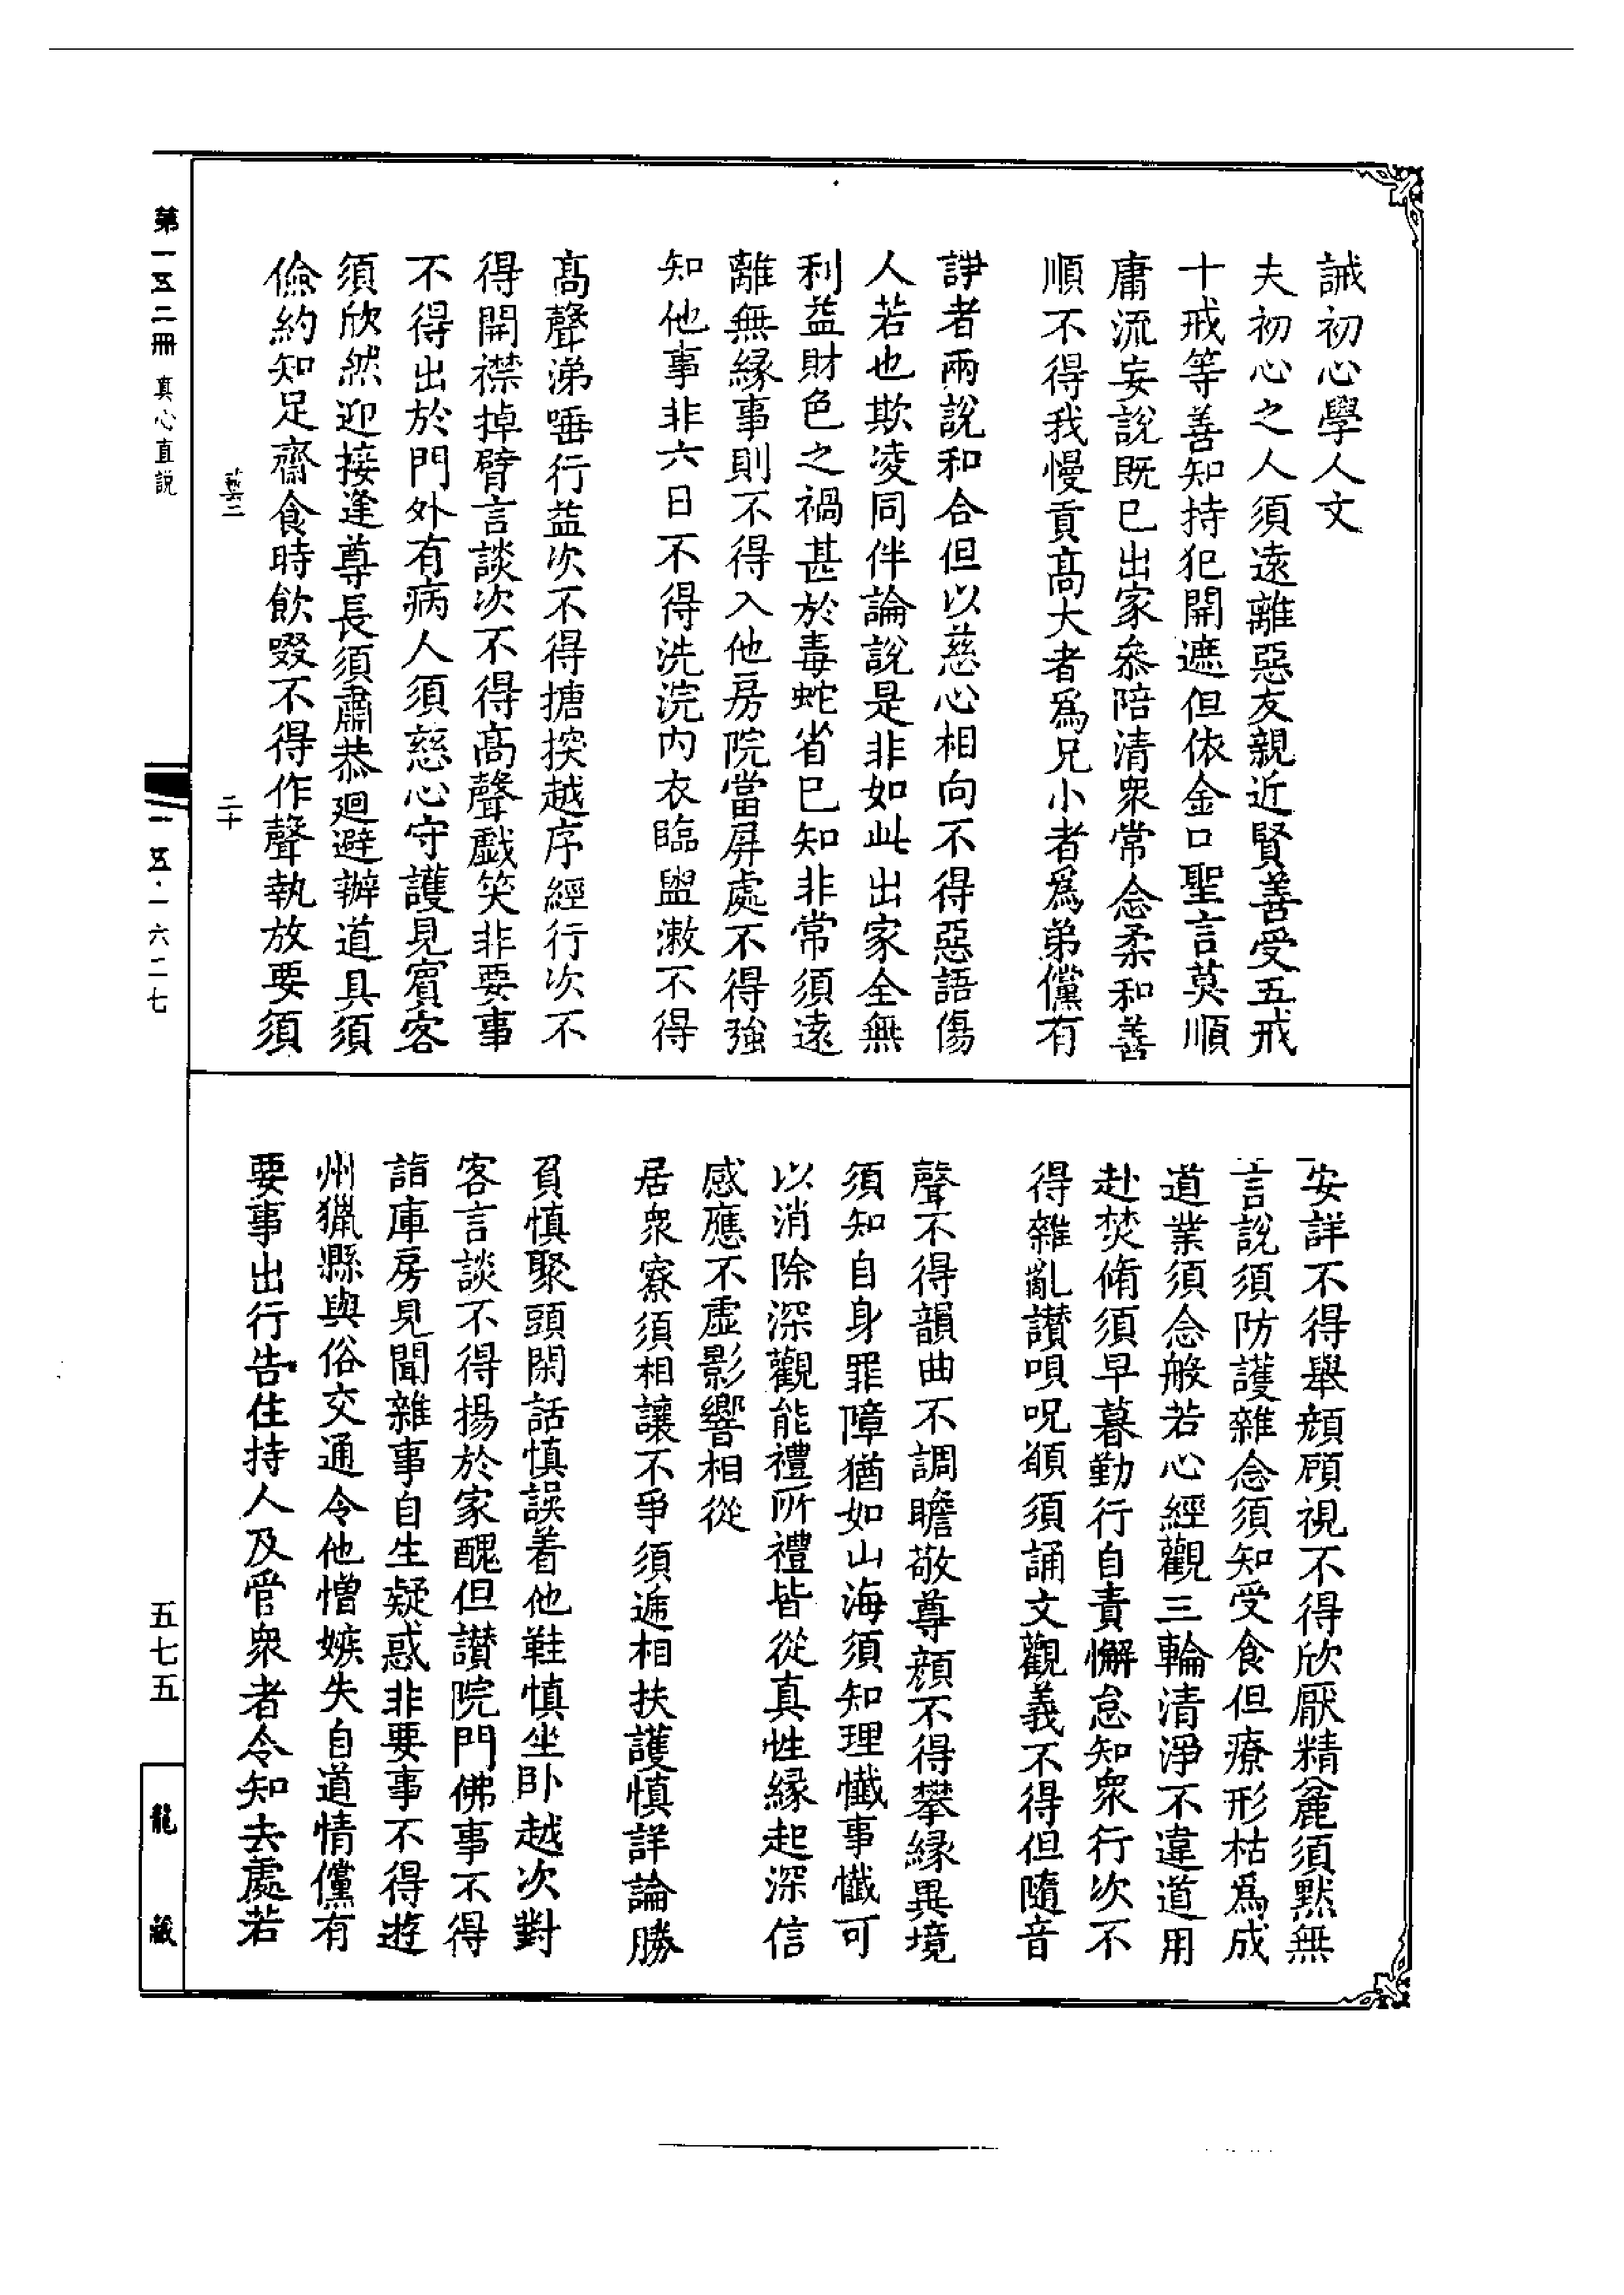 誡初心學人文
夫初心之人須遠離惡友親近賢善受五戒
十戒等善知持犯開遮但依金口聖言莫順
庸流妄說既已出家叅陪清衆常念柔和善
順不得我慢貢高大者爲兄小者爲弟儻有
諍者兩說和合但以慈心相向不得惡語傷
人若也欺凌同伴論說是非如此出家全無
利益財色之禍甚於毒蛇省已知非常須遠
離無緣事則不得入他房院當屏處不得強
知他事非六日不得洗浣内衣臨盥漱不得
高聲涕唾行益次不得搪揬越序經行次不
得開襟掉臂言談次不得高聲戲笑非要事
不得出於門外有病人須慈心守護見賓客
須欣然迎接逢尊長須肅恭廻避辦道具須
儉約知足齋食時飲啜不得作聲執放要須
藝二
二十
安詳不得舉顔顧視不得欣厭精麄須默無
言說須防護雜念須知受食但療形枯爲成
道業須念般若心經觀三輪清淨不違道用
赴焚脩須早暮勤行自責懈怠知衆行次不
得雜亂讃唄呪願須誦文觀義不得但隨音
聲不得韻曲不調瞻敬尊顔不得攀緣異境
須知自身罪障猶如山海須知理懺事懺可
以消除深觀能禮所禮皆從真性緣起深信
感應不虛影響相從
居衆寮須相讓不爭須遞相扶護慎諍論勝
負慎聚頭閑話慎誤着他鞋慎坐卧越次對
客言談不得揚於家醜但讃院門佛事不得
詣庫房見聞雜事自生疑惑非要事不得遊
州獵縣與俗交通令他憎嫉失自道情儻有
要事出行告住持人及管衆者令知去處若
第一五二冊 真心直説
一五·一六二七
五七五
龍藏